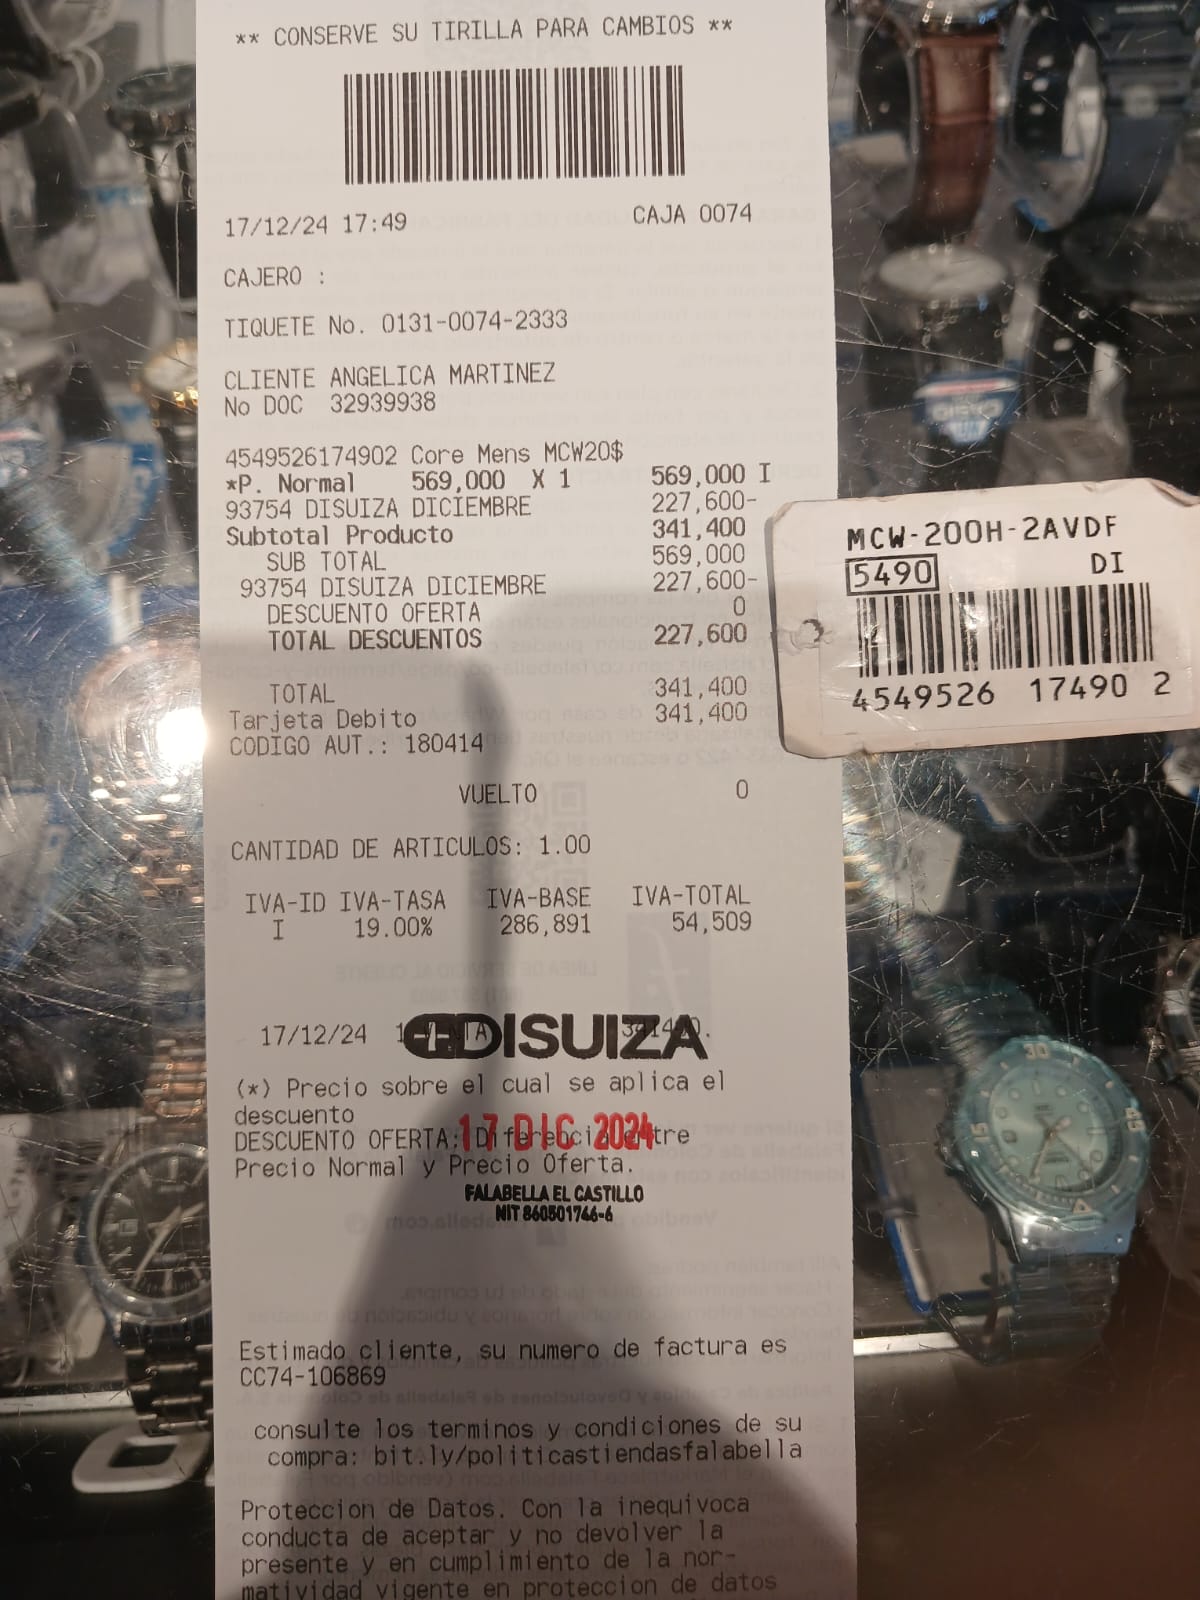 ** CONSERVE SU TIRILLA PARA CAMBIOS **
17/12/24 17:49 CAJA 0074
CAJERO :
TIQUETE No. 0131-0074-2333
CLIENTE ANGELICA MARTINEZ
No DOC 32939938
4549526174902 Core Mens MCW20$
*P. Normal 569,000 X 1 569,000 I
93754 DISUIZA DICIEMBRE 227,600-
Subtotal Producto 341,400
SUB TOTAL 569,000
93754 DISUIZA DICIEMBRE 227,600-
DESCUENTO OFERTA 0
TOTAL DESCUENTOS 227,600
TOTAL 341,400
Tarjeta Debito 341,400
CODIGO AUT.: 180414
VUELTO 0
CANTIDAD DE ARTICULOS: 1.00
IVA-ID IVA-TASA IVA-BASE IVA-TOTAL
I 19.00% 286,891 54,509
17/12/24
DISUIZA
(*) Precio sobre el cual se aplica el
descuento
DESCUENTO OFERTA: Diferencia entre
17 DIC 2024
Precio Normal y Precio Oferta.
FALABELLA EL CASTILLO
NIT 860501746-6
Estimado cliente, su numero de factura es
CC74-106869
consulte los terminos y condiciones de su
compra: bit.ly/politicastiendasfalabella
Proteccion de Datos. Con la inequivoca
conducta de aceptar y no devolver la
presente y en cumplimiento de la nor-
matividad vigente en proteccion de datos
MCW-200H-2AVDF
5490 DI
4549526 17490 2